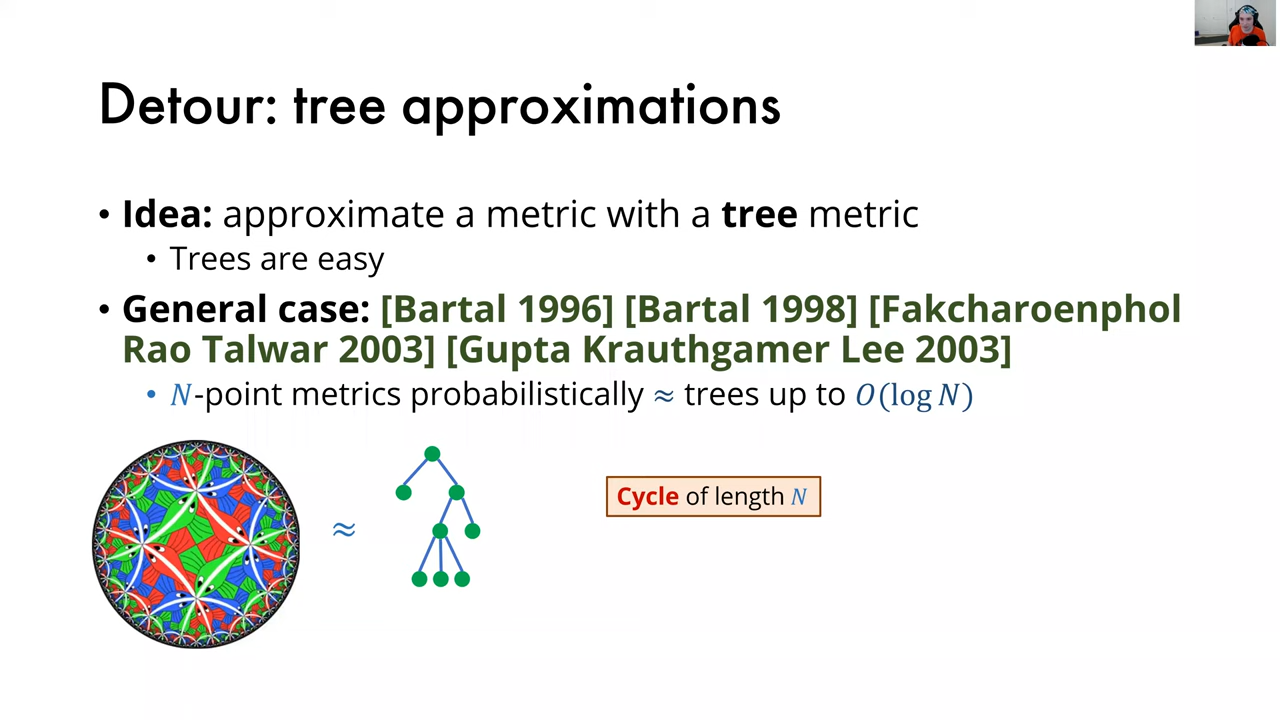 Detour: tree approximations
• Idea: approximate a metric with a tree metric
• Trees are easy
• General case: [Bartal 1996] [Bartal 1998] [Fakcharoenphol
Rao Talwar 2003] [Gupta Krauthgamer Lee 2003]
• N-point metrics probabilistically ≈ trees up to O(log N)
Cycle of length N
≈